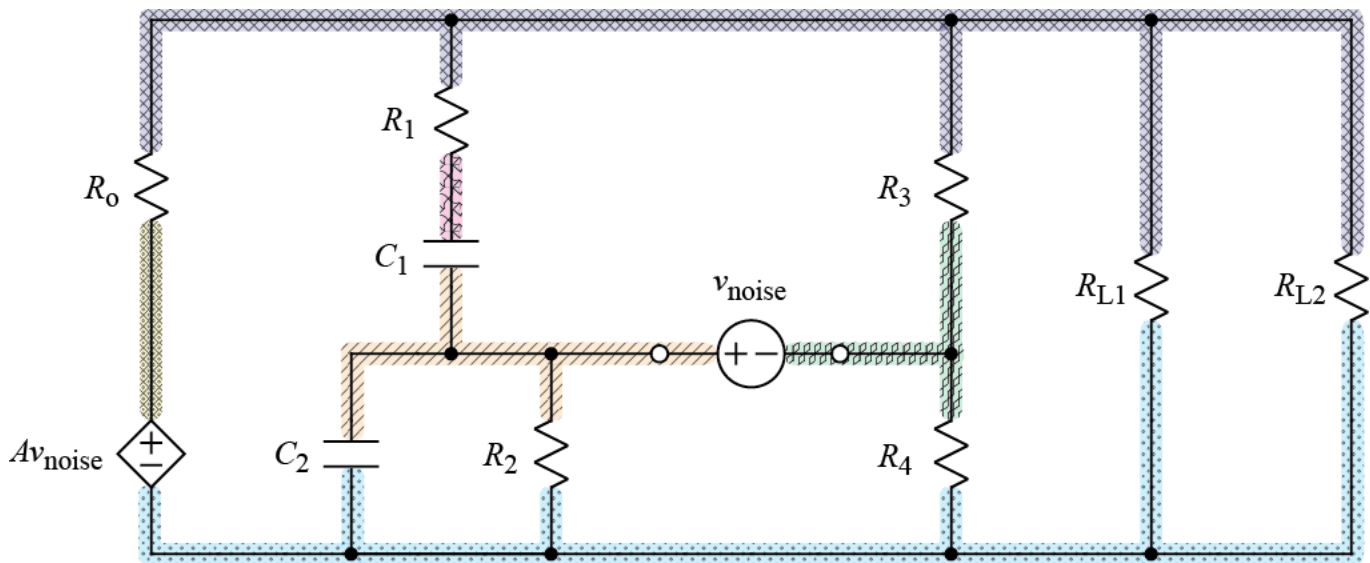 R1
Ro
R3
C1
vnoise
RL1
RL2
+ −
Avnoise
+
−
C2
R2
R4